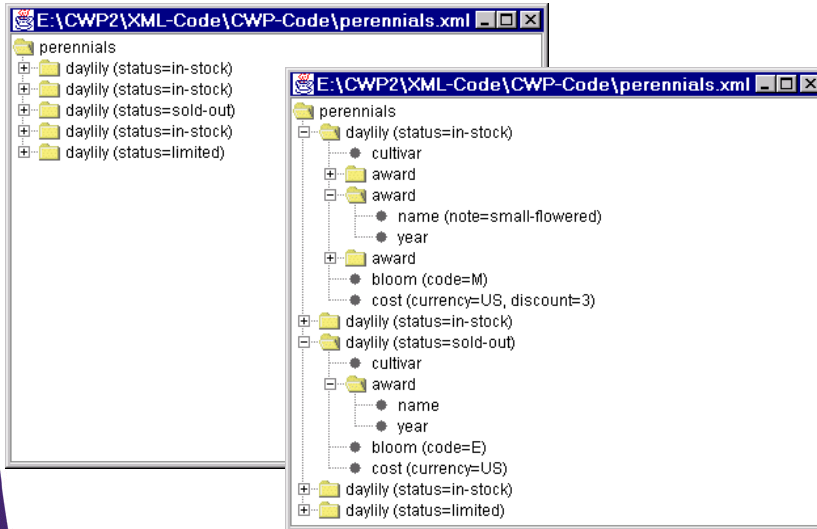 E:\CWP2\XML-Code\CWP-Code\perennials.xml
perennials
daylily (status=in-stock)
daylily (status=in-stock)
daylily (status=sold-out)
daylily (status=in-stock)
daylily (status=limited)
E:\CWP2\XML-Code\CWP-Code\perennials.xml
perennials
daylily (status=in-stock)
cultivar
award
award
name (note=small-flowered)
year
award
bloom (code=M)
cost (currency=US, discount=3)
daylily (status=in-stock)
daylily (status=sold-out)
cultivar
award
name
year
bloom (code=E)
cost (currency=US)
daylily (status=in-stock)
daylily (status=limited)